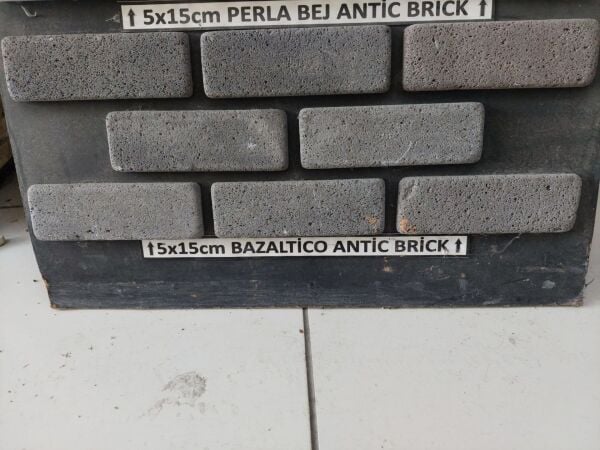 ↑ 5x15cm PERLA BEJ ANTİC BRİCK ↑
↑5x15cm BAZALTİCO ANTİC BRİCK ↑